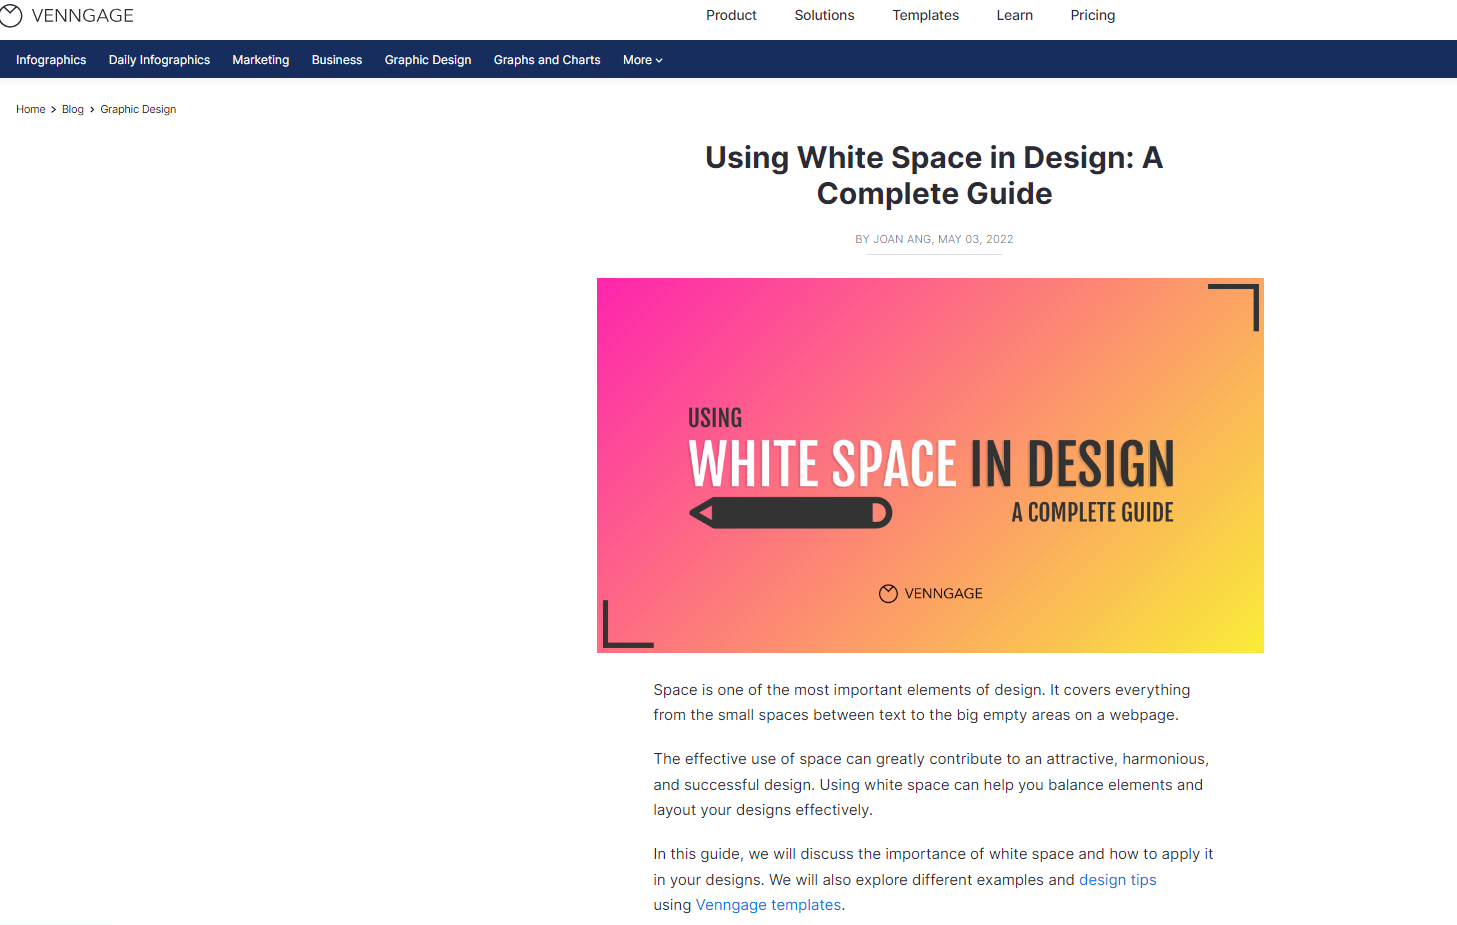 VENNGAGE
Product Solutions Templates Learn Pricing
Infographics Daily Infographics Marketing Business Graphic Design Graphs and Charts More
Home > Blog > Graphic Design
Using White Space in Design: A
Complete Guide
BY JOAN ANG, MAY 03, 2022
USING
WHITE SPACE IN DESIGN
A COMPLETE GUIDE
VENNGAGE
Space is one of the most important elements of design. It covers everything
from the small spaces between text to the big empty areas on a webpage.
The effective use of space can greatly contribute to an attractive, harmonious,
and successful design. Using white space can help you balance elements and
layout your designs effectively.
In this guide, we will discuss the importance of white space and how to apply it
in your designs. We will also explore different examples and design tips
using Venngage templates.